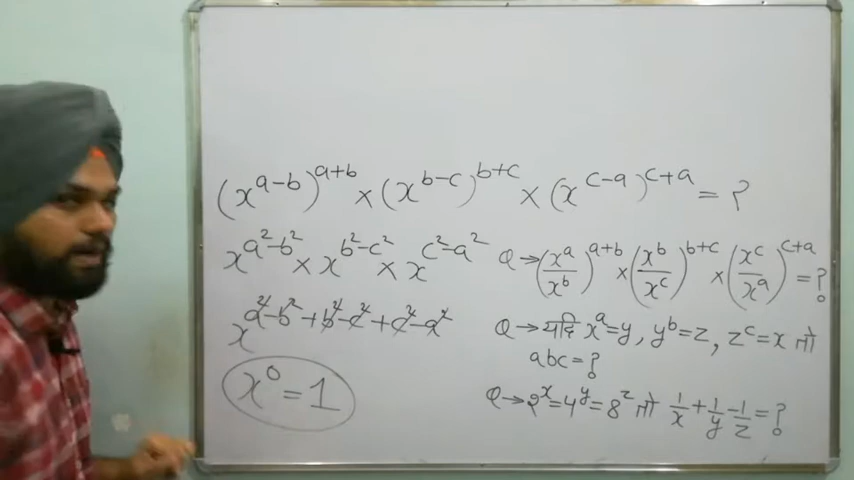 (x^{a-b})^{a+b} × (x^{b-c})^{b+c} × (x^{c-a})^{c+a} = ?
x^{a²-b²} × x^{b²-c²} × x^{c²-a²}
x^{a²-b²+b²-c²+c²-a²}
x⁰ = 1
Q → (x^a/x^b)^{a+b} × (x^b/x^c)^{b+c} × (x^c/x^a)^{c+a} = ?
Q → यदि x^a = y, y^b = z, z^c = x तो
abc = ?
Q → 2^x = 4^y = 8^z तो 1/x + 1/y - 1/z = ?